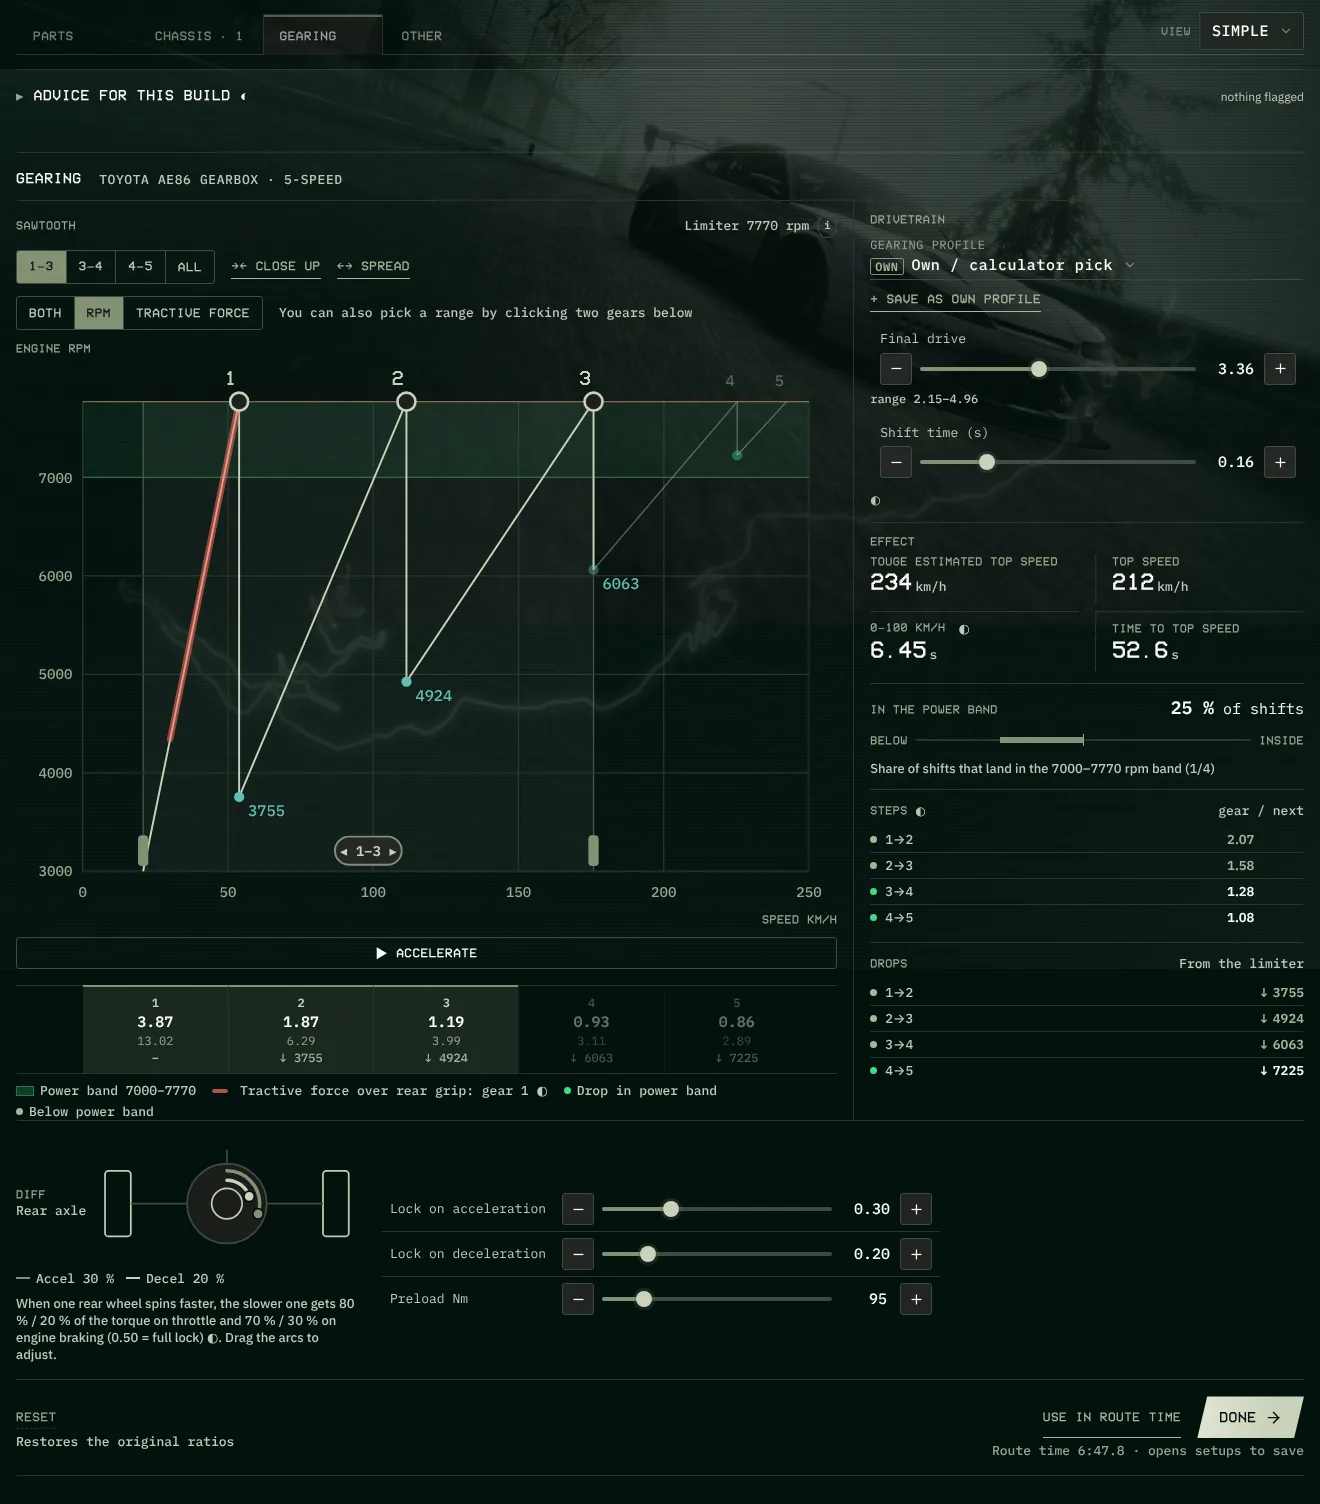 PARTS
CHASSIS · 1
GEARING
OTHER
VIEW
SIMPLE
ADVICE FOR THIS BUILD
nothing flagged
GEARING TOYOTA AE86 GEARBOX · 5-SPEED
SAWTOOTH
Limiter 7770 rpm i
1–3 3–4 4–5 ALL →← CLOSE UP ↔ SPREAD
BOTH RPM TRACTIVE FORCE You can also pick a range by clicking two gears below
ENGINE RPM
1 2 3 4 5
7000
6000
5000
4000
3000
6063
4924
3755
◂ 1–3 ▸
0 50 100 150 200 250
SPEED KM/H
▶ ACCELERATE
1 2 3 4 5
3.87 1.87 1.19 0.93 0.86
13.02 6.29 3.99 3.11 2.89
– ↓ 3755 ↓ 4924 ↓ 6063 ↓ 7225
Power band 7000–7770 Tractive force over rear grip: gear 1 Drop in power band
Below power band
DRIVETRAIN
GEARING PROFILE
OWN Own / calculator pick
+ SAVE AS OWN PROFILE
Final drive
− 3.36 +
range 2.15–4.96
Shift time (s)
− 0.16 +
EFFECT
TOUGE ESTIMATED TOP SPEED
234 km/h
TOP SPEED
212 km/h
0–100 KM/H
6.45 s
TIME TO TOP SPEED
52.6 s
IN THE POWER BAND 25 % of shifts
BELOW INSIDE
Share of shifts that land in the 7000–7770 rpm band (1/4)
STEPS gear / next
1→2 2.07
2→3 1.58
3→4 1.28
4→5 1.08
DROPS From the limiter
1→2 ↓ 3755
2→3 ↓ 4924
3→4 ↓ 6063
4→5 ↓ 7225
DIFF
Rear axle
Accel 30 % Decel 20 %
When one rear wheel spins faster, the slower one gets 80
% / 20 % of the torque on throttle and 70 % / 30 % on
engine braking (0.50 = full lock) ◐. Drag the arcs to
adjust.
Lock on acceleration − 0.30 +
Lock on deceleration − 0.20 +
Preload Nm − 95 +
RESET
Restores the original ratios
USE IN ROUTE TIME
DONE →
Route time 6:47.8 · opens setups to save